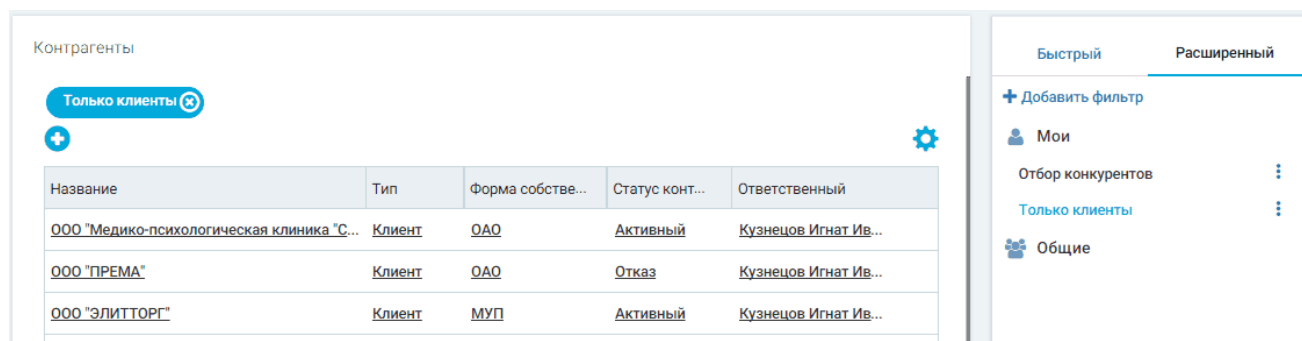 Контрагенты
Только клиенты
Название Тип Форма собстве... Статус конт... Ответственный
ООО "Медико-психологическая клиника "С... Клиент ОАО Активный Кузнецов Игнат Ив...
ООО "ПРЕМА" Клиент ОАО Отказ Кузнецов Игнат Ив...
ООО "ЭЛИТТОРГ" Клиент МУП Активный Кузнецов Игнат Ив...
Быстрый Расширенный
Добавить фильтр
Мои
Отбор конкурентов
Только клиенты
Общие